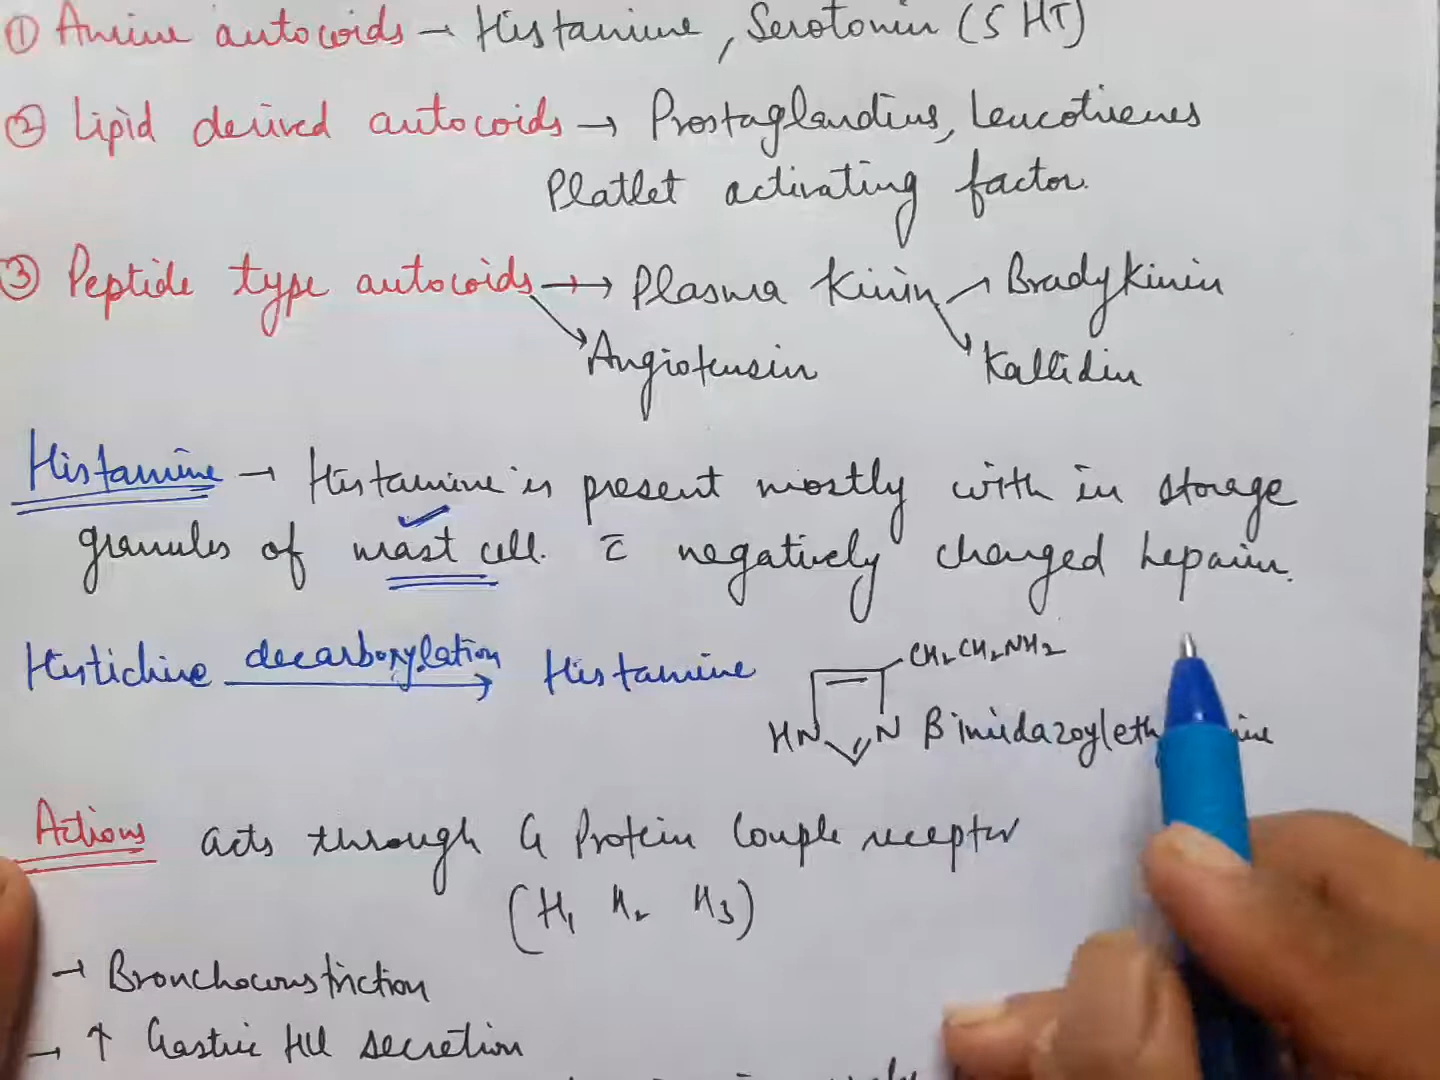 ① Amine autocoids → Histamine, Serotonin (5 HT)
② Lipid derived autocoids → Prostaglandins, Leucotrienes
Platlet activating factor.
③ Peptide type autocoids → Plasma Kinin → Bradykinin
Angiotensin Kallidin
Histamine → Histamine is present mostly with in storage
granules of mast cell. c̅ negatively charged heparin.
Histidine decarboxylation Histamine
CH2CH2NH2
HN N β imidazoyleth ine
Actions acts through G Protein Couple receptor
(H1 H2 H3)
→ Bronchoconstriction
→ ↑ Gastric HCl secretion